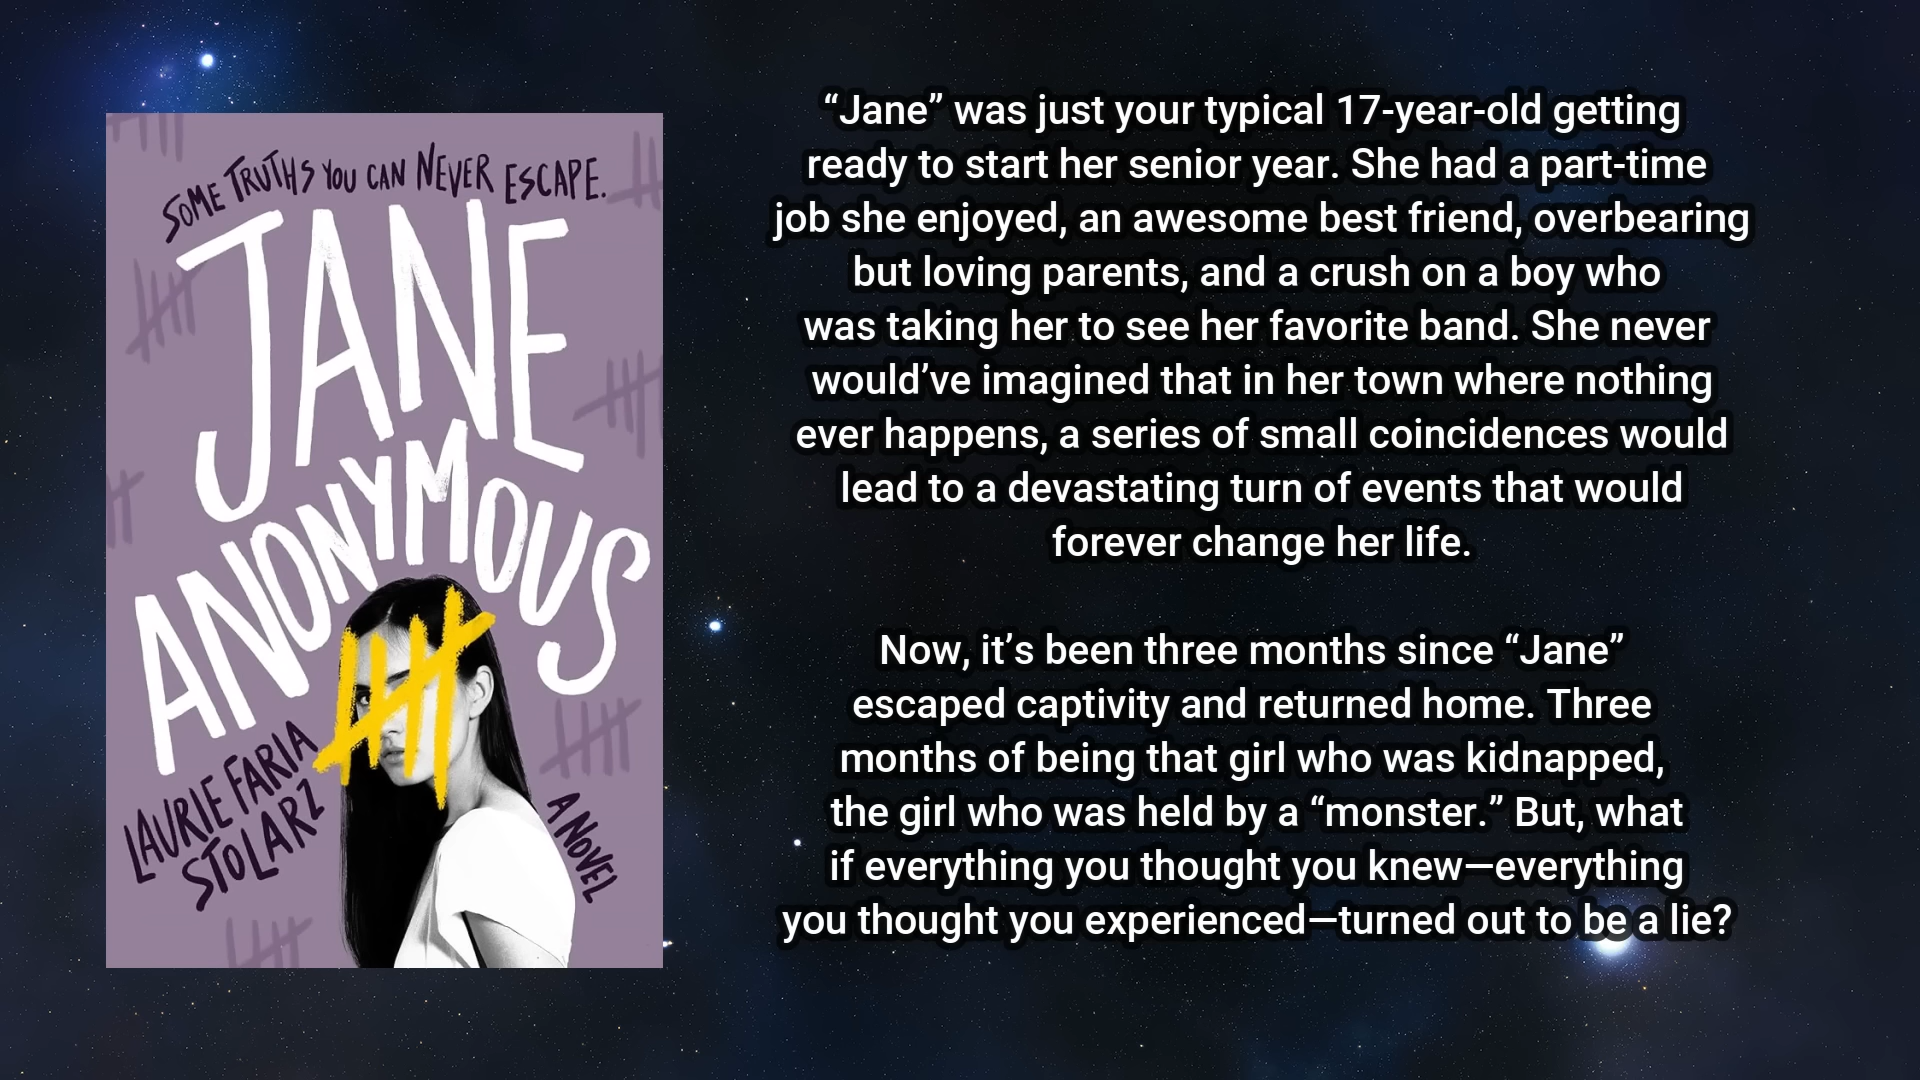 SOME TRUTHS YOU CAN NEVER ESCAPE.
JANE
ANONYMOUS
LAURIE FARIA
STOLARZ
A NOVEL
“Jane” was just your typical 17-year-old getting
ready to start her senior year. She had a part-time
job she enjoyed, an awesome best friend, overbearing
but loving parents, and a crush on a boy who
was taking her to see her favorite band. She never
would’ve imagined that in her town where nothing
ever happens, a series of small coincidences would
lead to a devastating turn of events that would
forever change her life.
Now, it’s been three months since “Jane”
escaped captivity and returned home. Three
months of being that girl who was kidnapped,
the girl who was held by a “monster.” But, what
if everything you thought you knew—everything
you thought you experienced—turned out to be a lie?